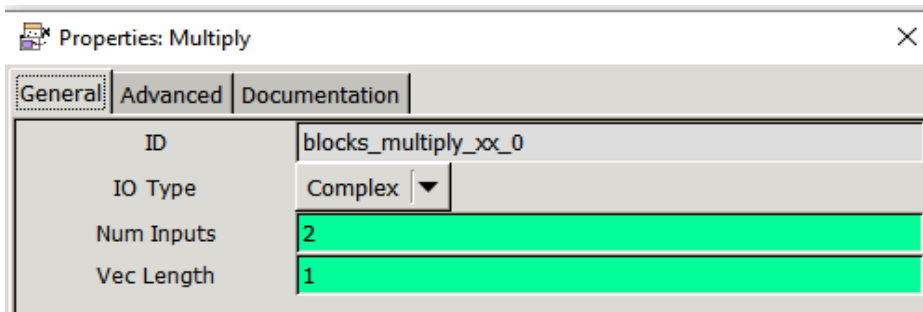 Properties: Multiply
General Advanced Documentation
ID blocks_multiply_xx_0
IO Type Complex
Num Inputs 2
Vec Length 1